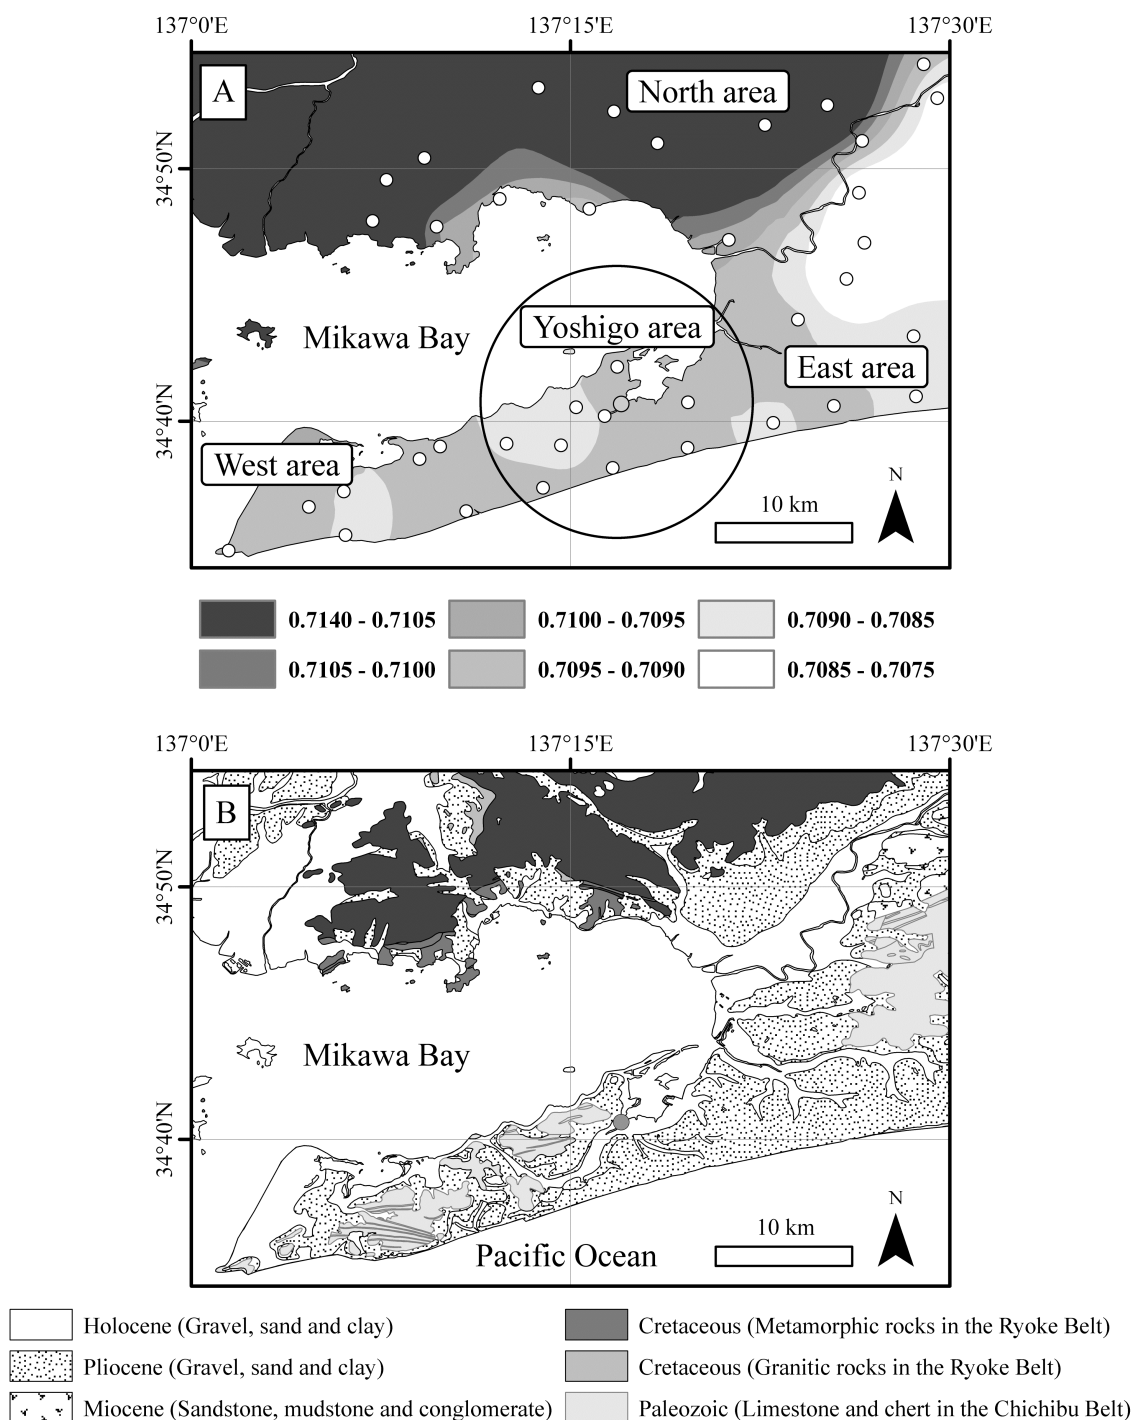 137°0'E 137°15'E 137°30'E
A
North area
34°50'N
Yoshigo area
Mikawa Bay
East area
34°40'N
West area
N
10 km
0.7140 - 0.7105 0.7100 - 0.7095 0.7090 - 0.7085
0.7105 - 0.7100 0.7095 - 0.7090 0.7085 - 0.7075
137°0'E 137°15'E 137°30'E
B
34°50'N
Mikawa Bay
34°40'N
N
10 km
Pacific Ocean
Holocene (Gravel, sand and clay) Cretaceous (Metamorphic rocks in the Ryoke Belt)
Pliocene (Gravel, sand and clay) Cretaceous (Granitic rocks in the Ryoke Belt)
Miocene (Sandstone, mudstone and conglomerate) Paleozoic (Limestone and chert in the Chichibu Belt)